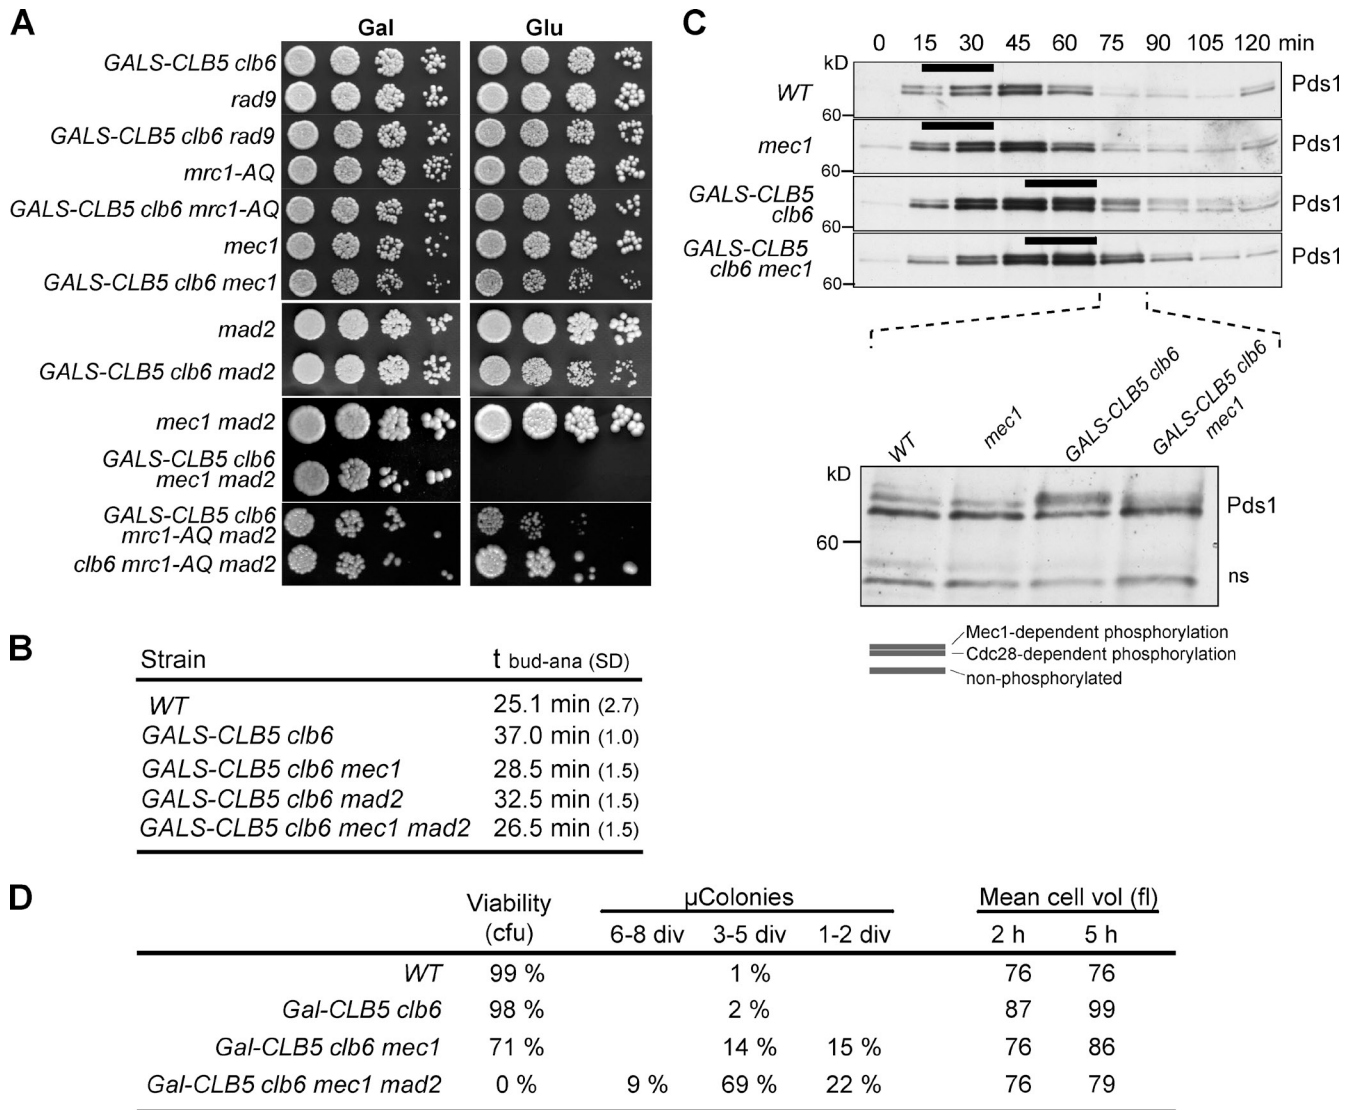 A
Gal Glu
GALS-CLB5 clb6
rad9
GALS-CLB5 clb6 rad9
mrc1-AQ
GALS-CLB5 clb6 mrc1-AQ
mec1
GALS-CLB5 clb6 mec1
mad2
GALS-CLB5 clb6 mad2
mec1 mad2
GALS-CLB5 clb6
mec1 mad2
GALS-CLB5 clb6
mrc1-AQ mad2
clb6 mrc1-AQ mad2
B
Strain t bud-ana (SD)
WT 25.1 min (2.7)
GALS-CLB5 clb6 37.0 min (1.0)
GALS-CLB5 clb6 mec1 28.5 min (1.5)
GALS-CLB5 clb6 mad2 32.5 min (1.5)
GALS-CLB5 clb6 mec1 mad2 26.5 min (1.5)
C
0 15 30 45 60 75 90 105 120 min
kD
WT Pds1
60
mec1 Pds1
60
GALS-CLB5
clb6 Pds1
60
GALS-CLB5
clb6 mec1 Pds1
60
WT
mec1
GALS-CLB5 clb6
GALS-CLB5 clb6
mec1
kD
Pds1
60
ns
Mec1-dependent phosphorylation
Cdc28-dependent phosphorylation
non-phosphorylated
D
Viability µColonies Mean cell vol (fl)
(cfu) 6-8 div 3-5 div 1-2 div 2 h 5 h
WT 99 % 1 % 76 76
Gal-CLB5 clb6 98 % 2 % 87 99
Gal-CLB5 clb6 mec1 71 % 14 % 15 % 76 86
Gal-CLB5 clb6 mec1 mad2 0 % 9 % 69 % 22 % 76 79